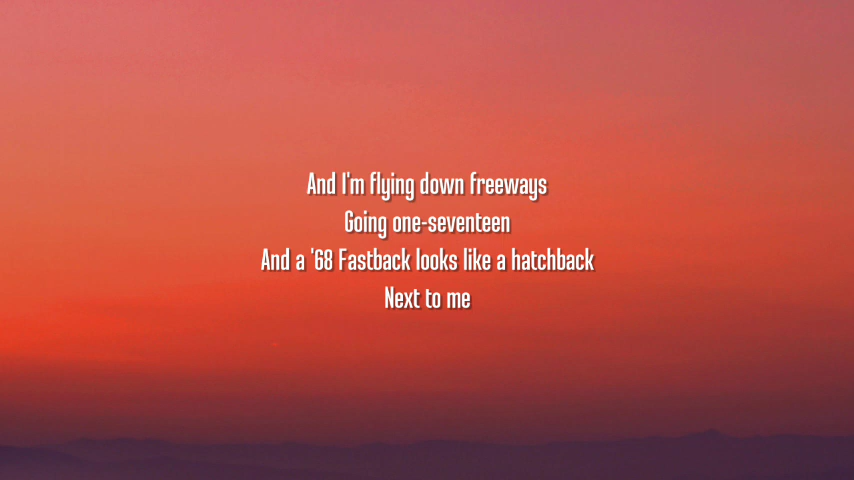 And I'm flying down freeways
Going one-seventeen
And a '68 Fastback looks like a hatchback
Next to me